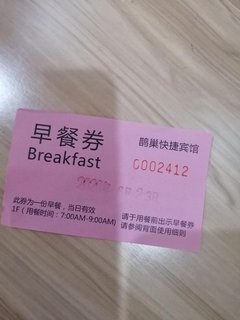 早餐券
鹊巢快捷宾馆
Breakfast
0002412
此券为一份早餐，当日有效
1F（用餐时间：7:00AM-9:00AM)
请于用餐前出示早餐券
请参阅背面使用细则